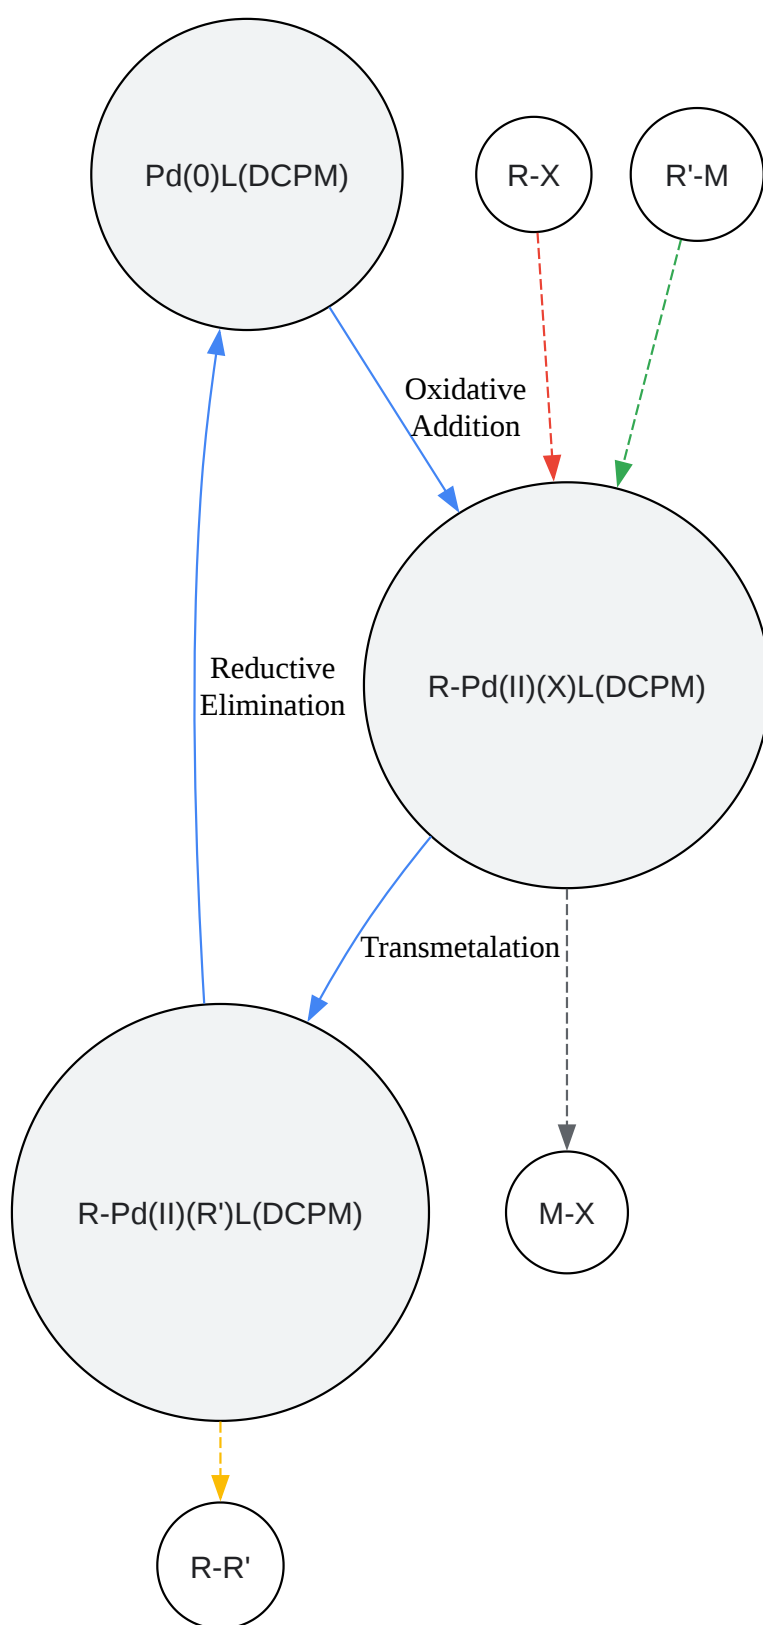 Pd(0)L(DCPM)
R-X
R'-M
Oxidative
Addition
Reductive
Elimination
R-Pd(II)(X)L(DCPM)
Transmetalation
R-Pd(II)(R')L(DCPM)
M-X
R-R'